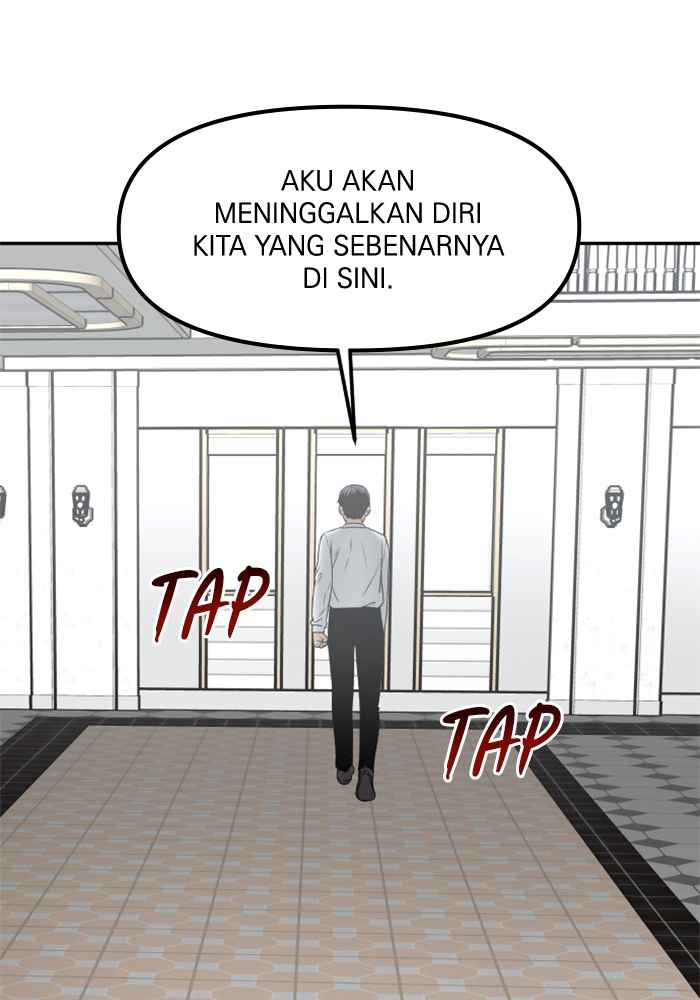 AKU AKAN
MENINGGALKAN DIRI
KITA YANG SEBENARNYA
DI SINI.
TAP
TAP